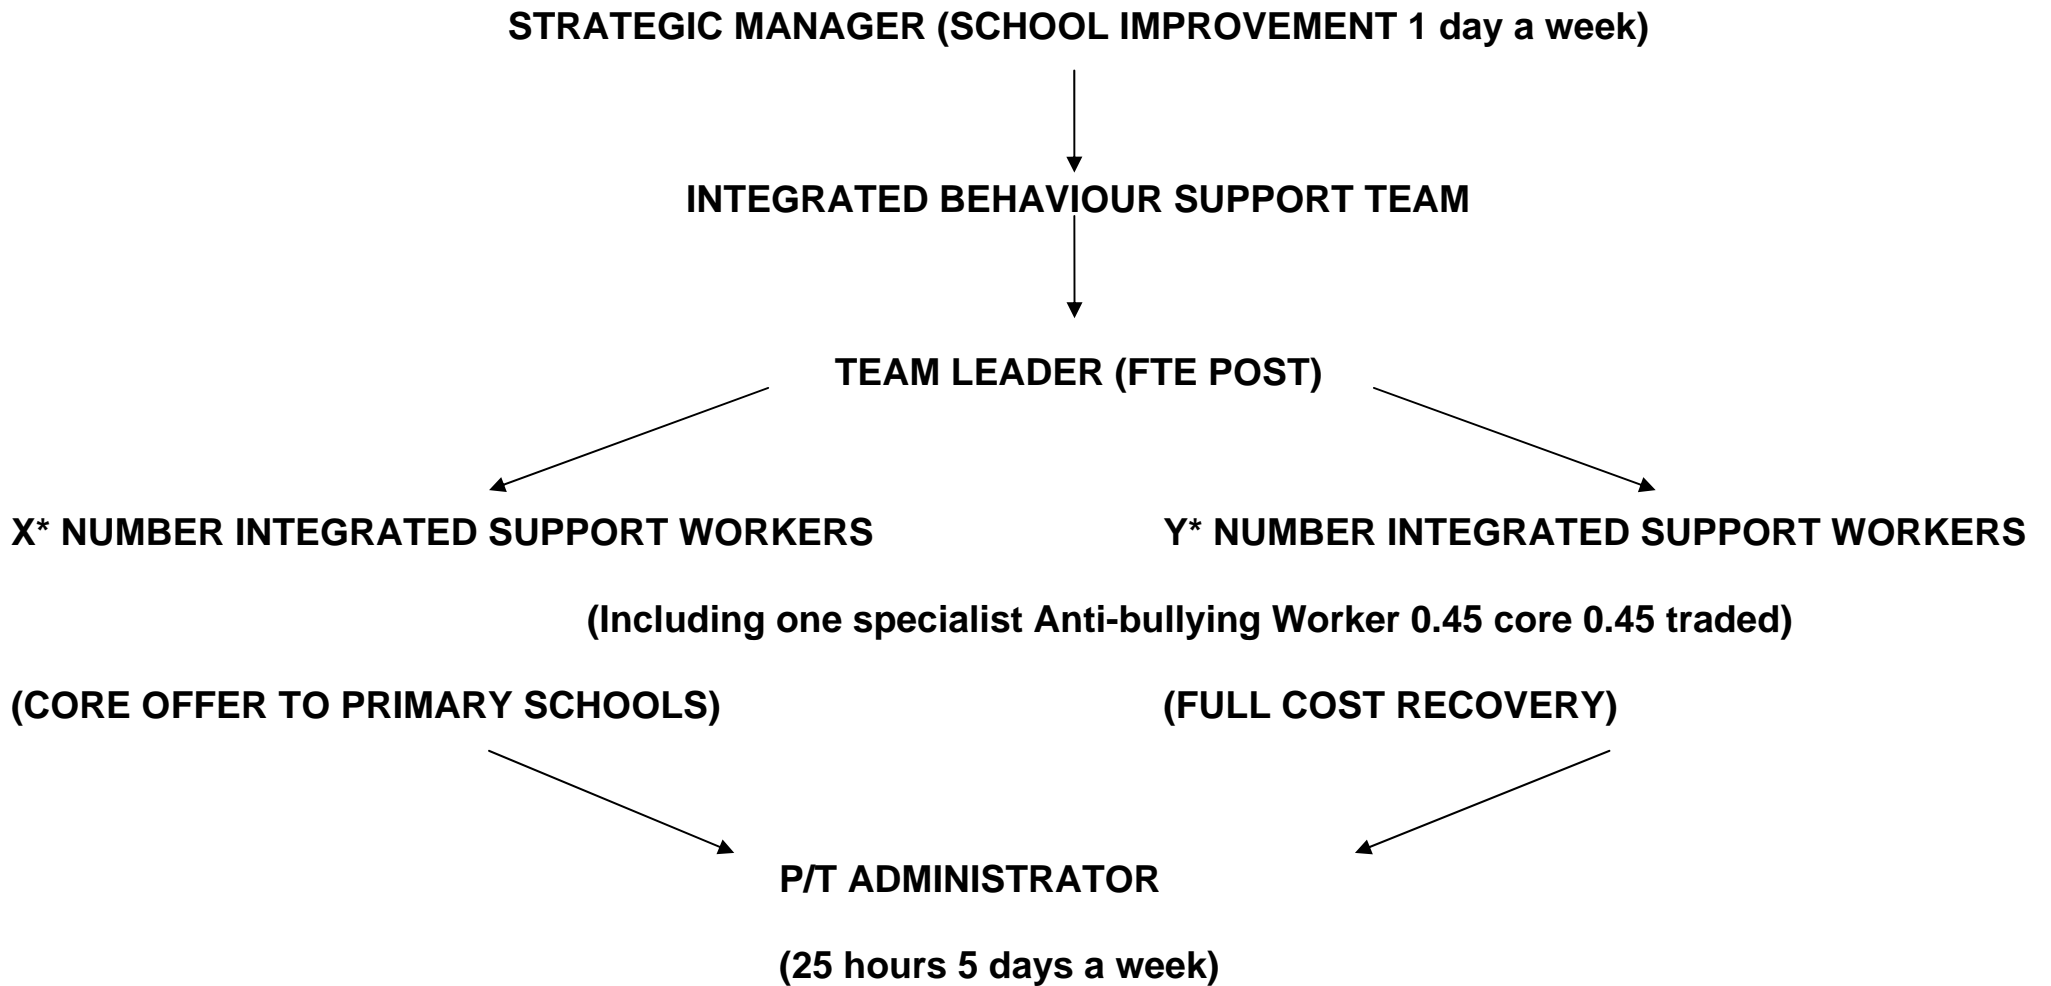 STRATEGIC MANAGER (SCHOOL IMPROVEMENT 1 day a week)
INTEGRATED BEHAVIOUR SUPPORT TEAM
TEAM LEADER (FTE POST)
X* NUMBER INTEGRATED SUPPORT WORKERS
Y* NUMBER INTEGRATED SUPPORT WORKERS
(Including one specialist Anti-bullying Worker 0.45 core 0.45 traded)
(CORE OFFER TO PRIMARY SCHOOLS)
(FULL COST RECOVERY)
P/T ADMINISTRATOR
(25 hours 5 days a week)